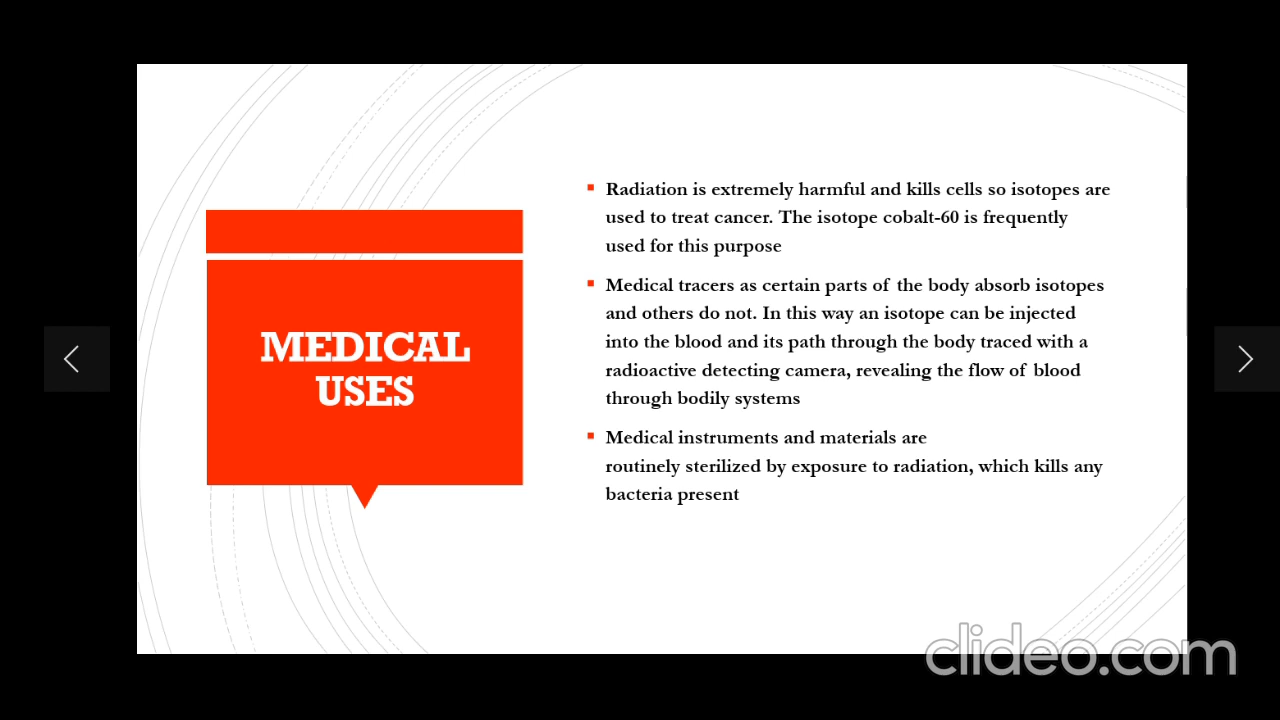 MEDICAL
USES
Radiation is extremely harmful and kills cells so isotopes are
used to treat cancer. The isotope cobalt-60 is frequently
used for this purpose
Medical tracers as certain parts of the body absorb isotopes
and others do not. In this way an isotope can be injected
into the blood and its path through the body traced with a
radioactive detecting camera, revealing the flow of blood
through bodily systems
Medical instruments and materials are
routinely sterilized by exposure to radiation, which kills any
bacteria present
clideo.com